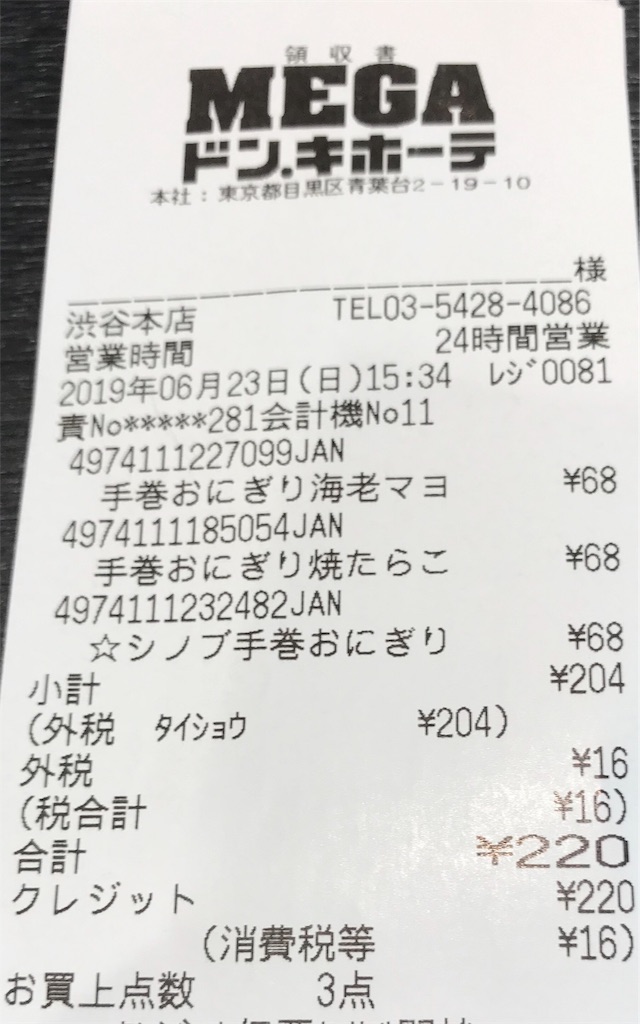 領収書
MEGA
ドン.キホーテ
本社：東京都目黒区青葉台2-19-10
様
渋谷本店 TEL03-5428-4086
営業時間 24時間営業
2019年06月23日(日)15:34 ﾚｼﾞ0081
責No*****281会計機No11
4974111227099JAN
手巻おにぎり海老マヨ ¥68
4974111185054JAN
手巻おにぎり焼たらこ ¥68
4974111232482JAN
☆シノブ手巻おにぎり ¥68
小計 ¥204
(外税 ﾀｲｼｮｳ ¥204)
外税 ¥16
(税合計 ¥16)
合計 ¥220
クレジット ¥220
(消費税等 ¥16)
お買上点数 3点